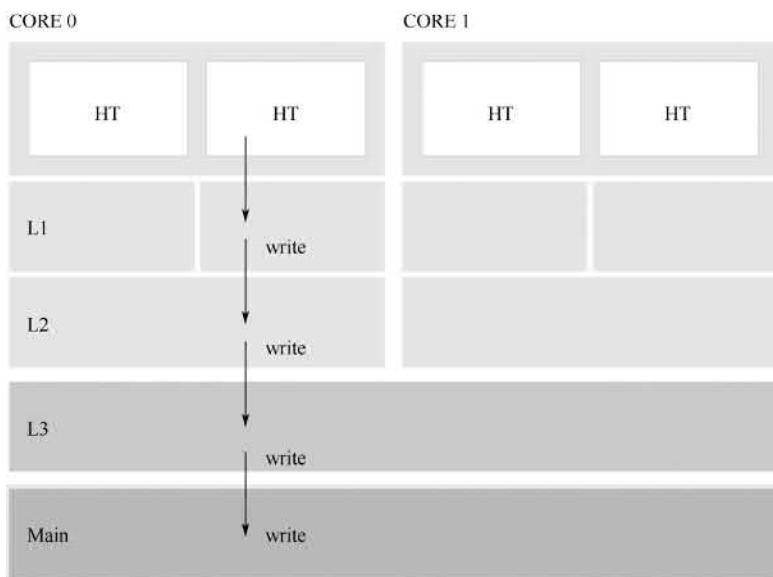 CORE 0 CORE 1
HT HT HT HT
L1
write
L2
write
L3
write
Main write